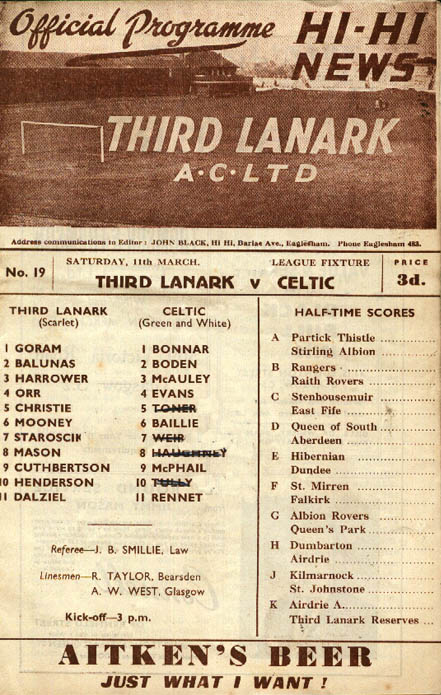 Official Programme
HI-HI
NEWS
THIRD LANARK
A·C·LTD
Address communications to Editor: JOHN BLACK, Hi Hi, Barlae Ave., Eaglesham. Phone Eaglesham 483.
No. 19
SATURDAY, 11th MARCH.
LEAGUE FIXTURE
THIRD LANARK v CELTIC
PRICE
3d.
THIRD LANARK
(Scarlet)
1 GORAM
2 BALUNAS
3 HARROWER
4 ORR
5 CHRISTIE
6 MOONEY
7 STAROSCIK
8 MASON
9 CUTHBERTSON
10 HENDERSON
11 DALZIEL
CELTIC
(Green and White)
1 BONNAR
2 BODEN
3 McAULEY
4 EVANS
5 TONER
6 BAILLIE
7 WEIR
8 HAUGHNEY
9 McPHAIL
10 TULLY
11 RENNET
Referee—J. B. SMILLIE, Law
Linesmen—R. TAYLOR, Bearsden
A. W. WEST, Glasgow
Kick-off—3 p.m.
HALF-TIME SCORES
A Partick Thistle ..................
Stirling Albion ..................
B Rangers ..................
Raith Rovers ..................
C Stenhousemuir ..................
East Fife ..................
D Queen of South ..................
Aberdeen ..................
E Hibernian ..................
Dundee ..................
F St. Mirren ..................
Falkirk ..................
G Albion Rovers ..................
Queen's Park ..................
H Dumbarton ..................
Airdrie ..................
J Kilmarnock ..................
St. Johnstone ..................
K Airdrie A. ..................
Third Lanark Reserves ...
AITKEN'S BEER
JUST WHAT I WANT!